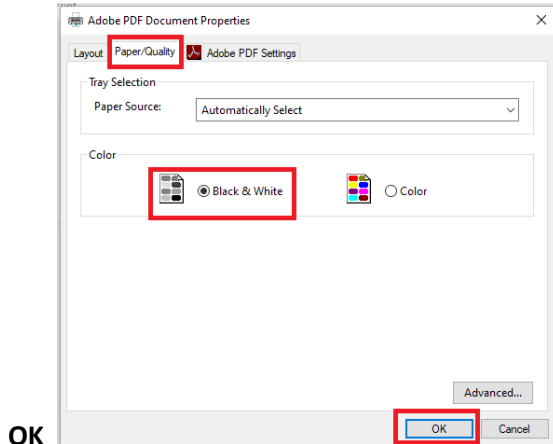 Adobe PDF Document Properties
Layout Paper/Quality Adobe PDF Settings
Tray Selection
Paper Source: Automatically Select
Color
Black & White Color
Advanced...
OK Cancel
OK